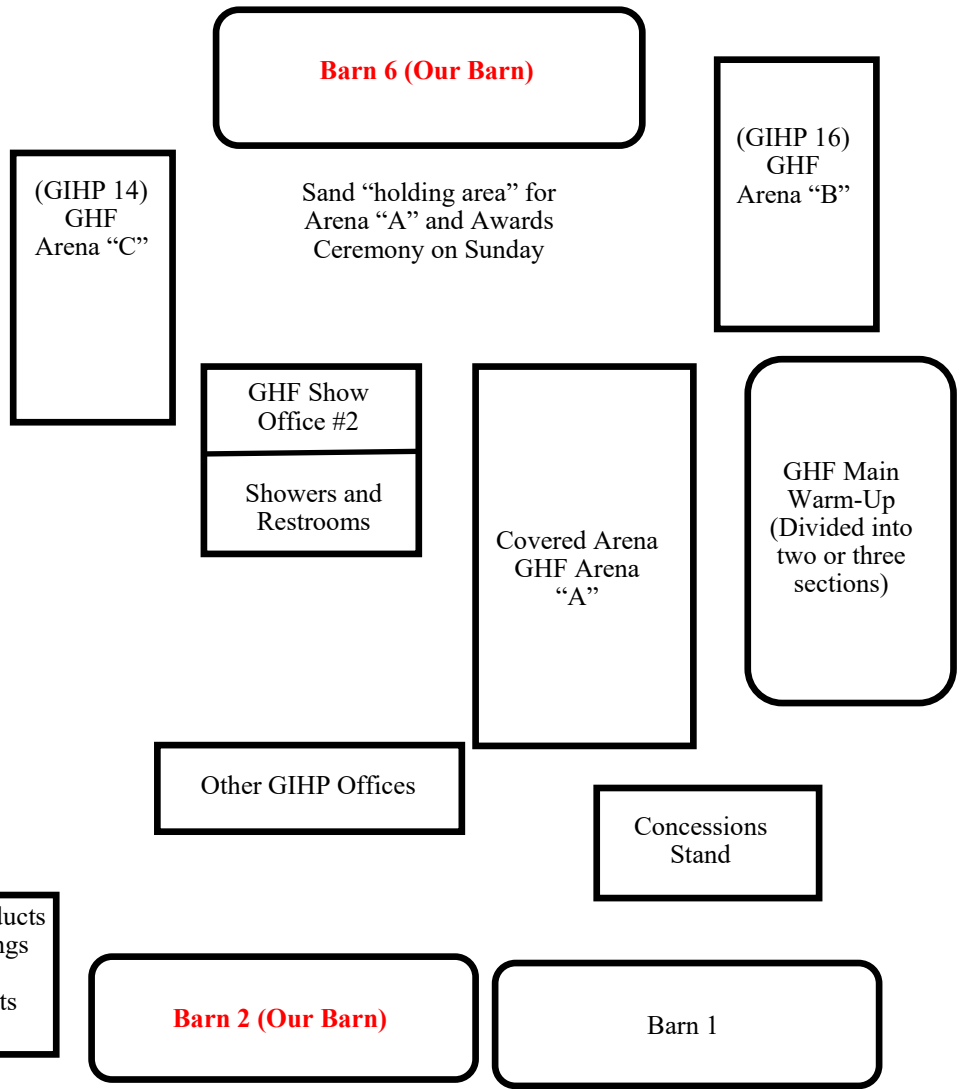 Barn 6 (Our Barn)
(GIHP 16)
GHF
Arena “B”
(GIHP 14)
GHF
Arena “C”
Sand “holding area” for
Arena “A” and Awards
Ceremony on Sunday
GHF Show
Office #2
Showers and
Restrooms
Covered Arena
GHF Arena
“A”
GHF Main
Warm-Up
(Divided into
two or three
sections)
Other GIHP Offices
Concessions
Stand
Barn 2 (Our Barn)
Barn 1